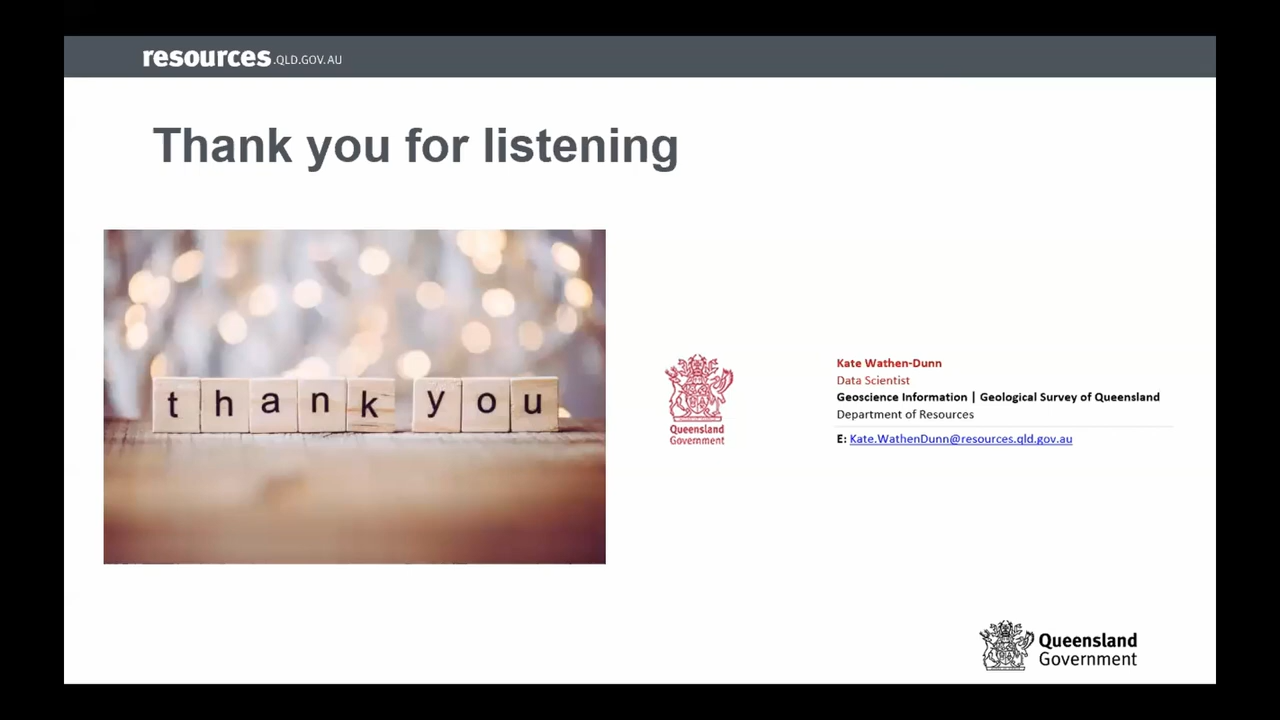 resources.QLD.GOV.AU
Thank you for listening
thank you
Queensland
Government
Kate Wathen-Dunn
Data Scientist
Geoscience Information | Geological Survey of Queensland
Department of Resources
E: Kate.WathenDunn@resources.qld.gov.au
Queensland
Government